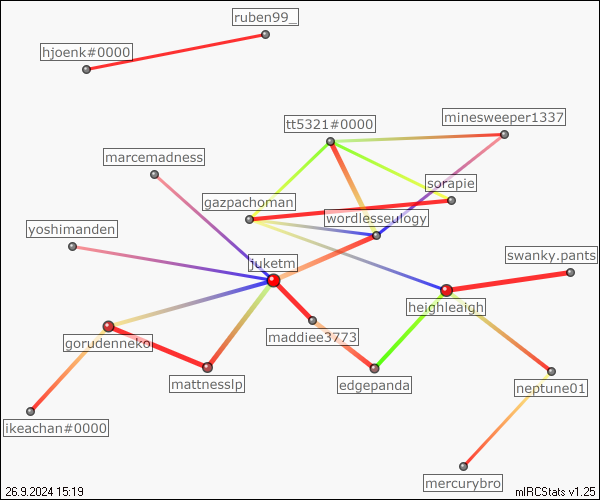 ruben99_
hjoenk#0000
minesweeper1337
tt5321#0000
marcemadness
sorapie
gazpachoman
wordlesseulogy
yoshimanden
swanky.pants
juketm
heighleaigh
maddiee3773
gorudenneko
mattnesslp
edgepanda
neptune01
ikeachan#0000
mercurybro
26.9.2024 15:19
mIRCStats v1.25